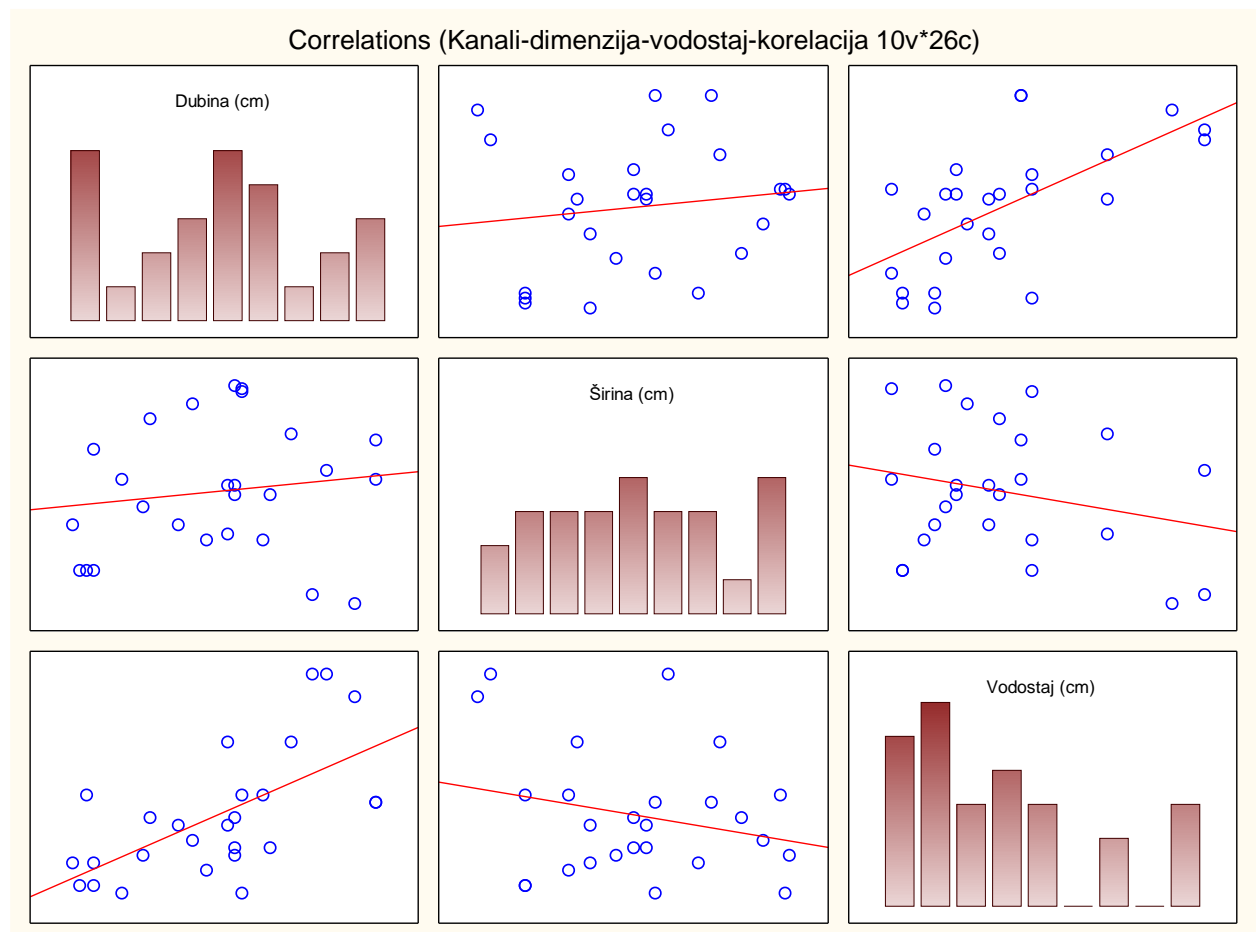 Correlations (Kanali-dimenzija-vodostaj-korelacija 10v*26c)
Dubina (cm)
Širina (cm)
Vodostaj (cm)